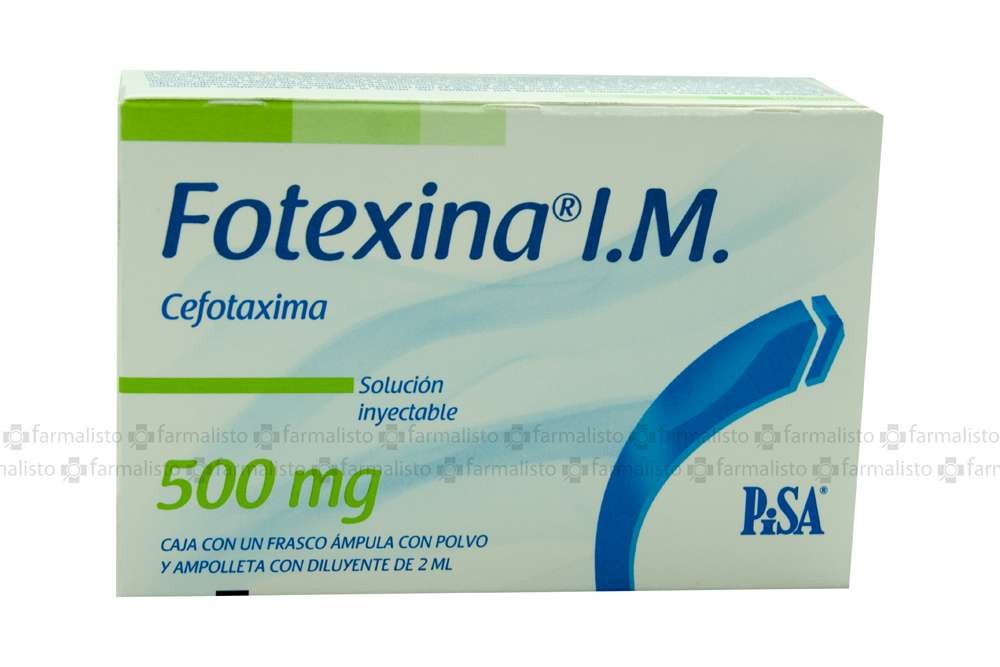 Fotexina® I.M.
Cefotaxima
Solución
inyectable
farmalisto farmalisto farmalisto farmalisto farmalisto farmalisto farmalisto farmalisto
farmalisto farmalisto farmalisto farmalisto farmalisto farmalisto farmalisto farmalisto
500 mg
PiSA®
CAJA CON UN FRASCO ÁMPULA CON POLVO
Y AMPOLLETA CON DILUYENTE DE 2 ML